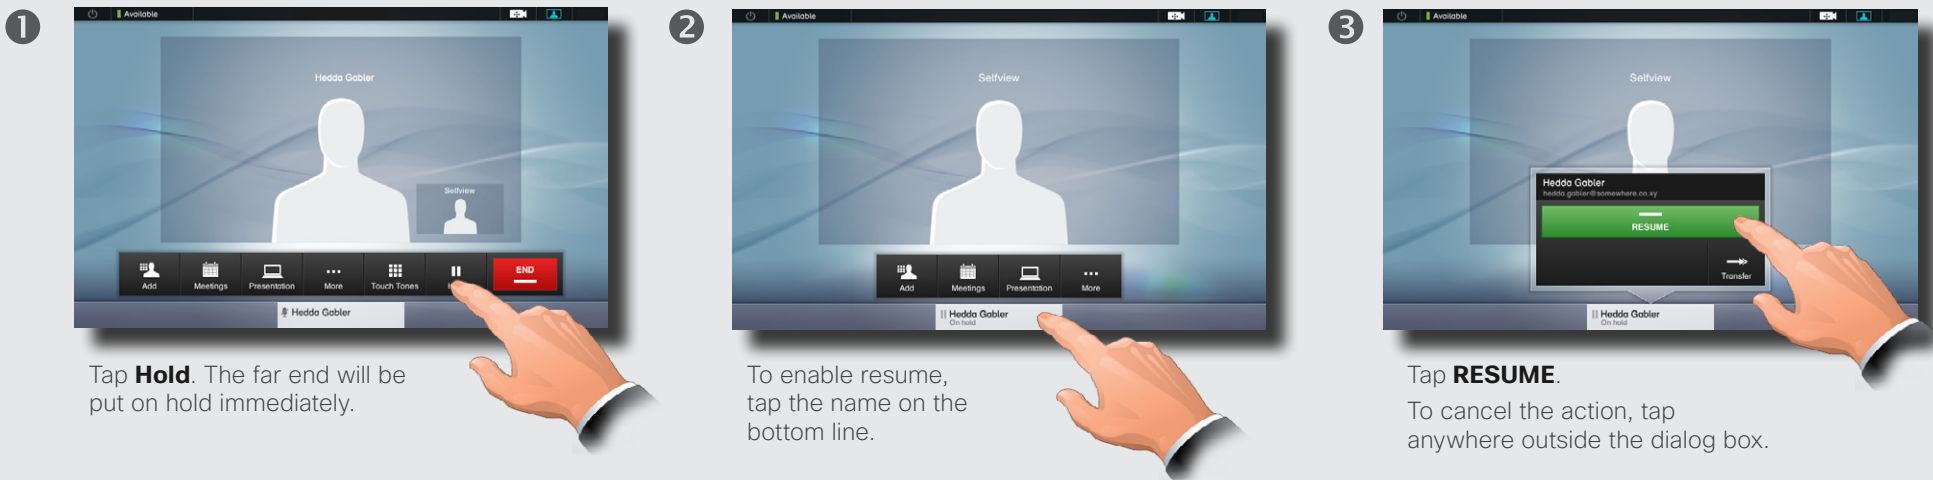 1
Available
Hedda Gabler
Selfview
Add
Meetings
Presentation
More
Touch Tones
END
Hedda Gabler
Tap Hold. The far end will be
put on hold immediately.
2
Available
Selfview
Add
Meetings
Presentation
More
Hedda Gabler
On hold
To enable resume,
tap the name on the
bottom line.
3
Available
Selfview
Hedda Gabler
hedda.gabler@somewhere.co.xy
RESUME
Transfer
Hedda Gabler
On hold
Tap RESUME.
To cancel the action, tap
anywhere outside the dialog box.